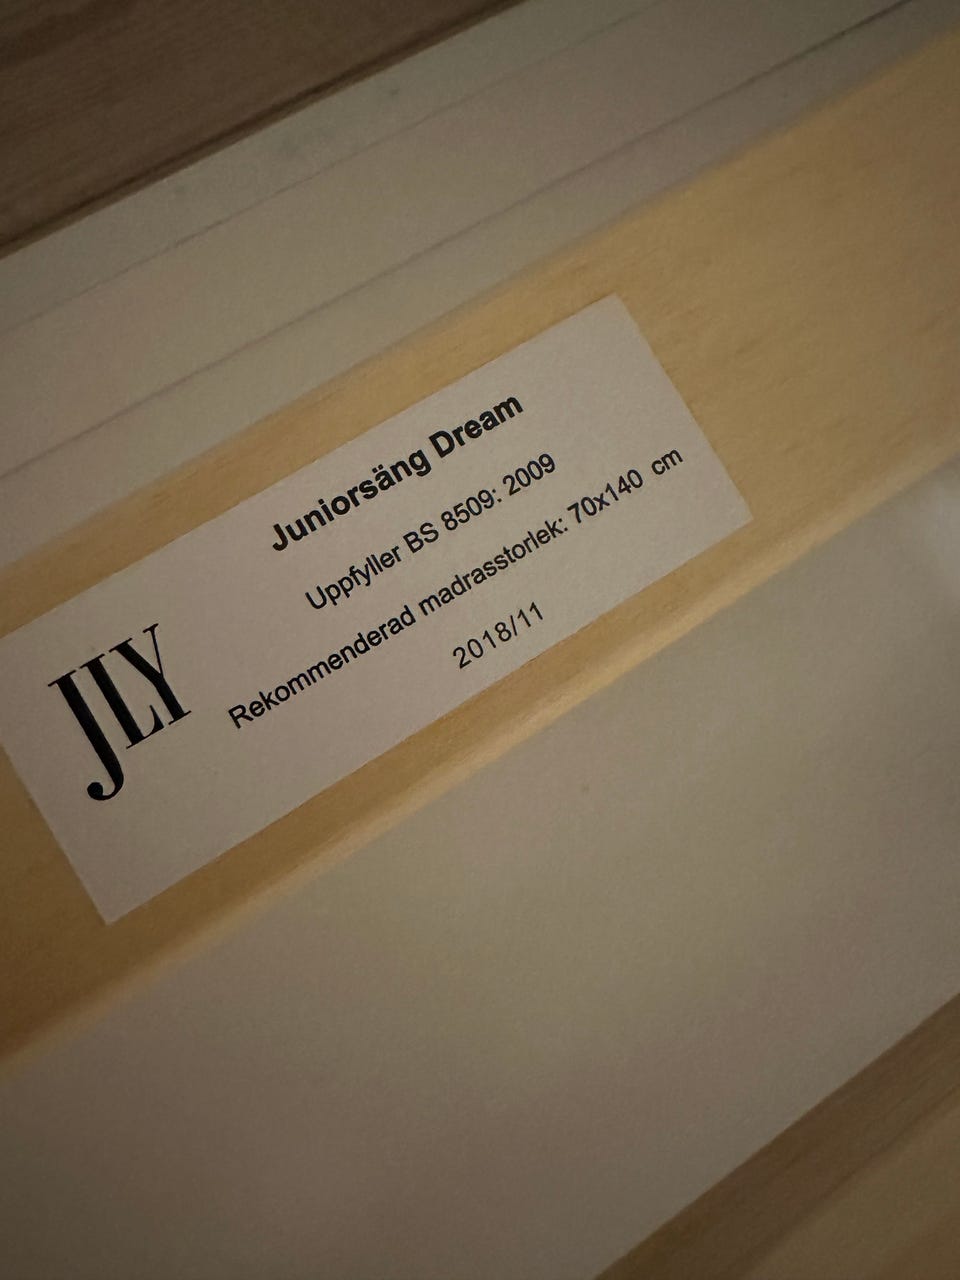 JLY
Juniorsäng Dream
Uppfyller BS 8509: 2009
Rekommenderad madrasstorlek: 70x140 cm
2018/11